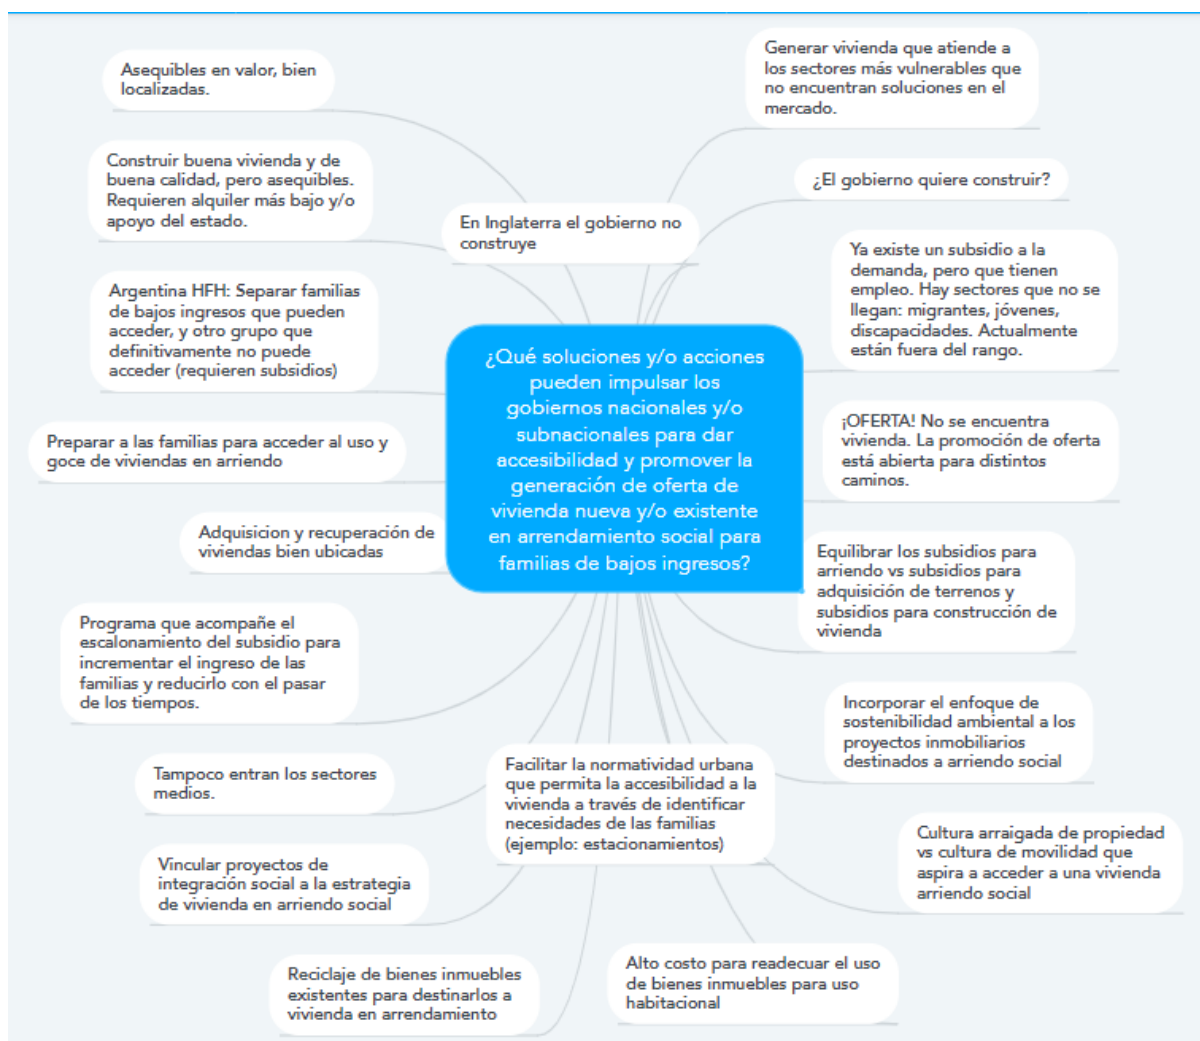 Asequibles en valor, bien
localizadas.
Generar vivienda que atiende a
los sectores más vulnerables que
no encuentran soluciones en el
mercado.
Construir buena vivienda y de
buena calidad, pero asequibles.
Requieren alquiler más bajo y/o
apoyo del estado.
¿El gobierno quiere construir?
En Inglaterra el gobierno no
construye
Ya existe un subsidio a la
demanda, pero que tienen
empleo. Hay sectores que no se
llegan: migrantes, jóvenes,
discapacidades. Actualmente
están fuera del rango.
Argentina HFH: Separar familias
de bajos ingresos que pueden
acceder, y otro grupo que
definitivamente no puede
acceder (requieren subsidios)
¿Qué soluciones y/o acciones
pueden impulsar los
gobiernos nacionales y/o
subnacionales para dar
accesibilidad y promover la
generación de oferta de
vivienda nueva y/o existente
en arrendamiento social para
familias de bajos ingresos?
¡OFERTA! No se encuentra
vivienda. La promoción de oferta
está abierta para distintos
caminos.
Preparar a las familias para acceder al uso y
goce de viviendas en arriendo
Adquisicion y recuperación de
viviendas bien ubicadas
Equilibrar los subsidios para
arriendo vs subsidios para
adquisición de terrenos y
subsidios para construcción de
vivienda
Programa que acompañe el
escalonamiento del subsidio para
incrementar el ingreso de las
familias y reducirlo con el pasar
de los tiempos.
Incorporar el enfoque de
sostenibilidad ambiental a los
proyectos inmobiliarios
destinados a arriendo social
Tampoco entran los sectores
medios.
Facilitar la normatividad urbana
que permita la accesibilidad a la
vivienda a través de identificar
necesidades de las familias
(ejemplo: estacionamientos)
Cultura arraigada de propiedad
vs cultura de movilidad que
aspira a acceder a una vivienda
arriendo social
Vincular proyectos de
integración social a la estrategia
de vivienda en arriendo social
Reciclaje de bienes inmuebles
existentes para destinarlos a
vivienda en arrendamiento
Alto costo para readecuar el uso
de bienes inmuebles para uso
habitacional